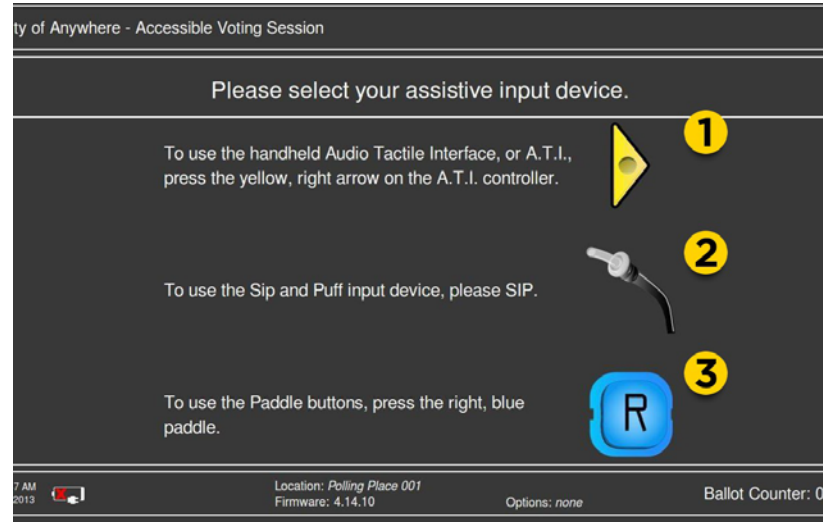 ty of Anywhere - Accessible Voting Session
Please select your assistive input device.
1
To use the handheld Audio Tactile Interface, or A.T.I.,
press the yellow, right arrow on the A.T.I. controller.
2
To use the Sip and Puff input device, please SIP.
3
To use the Paddle buttons, press the right, blue
paddle.
R
7 AM
2013
Location: Polling Place 001
Firmware: 4.14.10
Options: none
Ballot Counter: 0